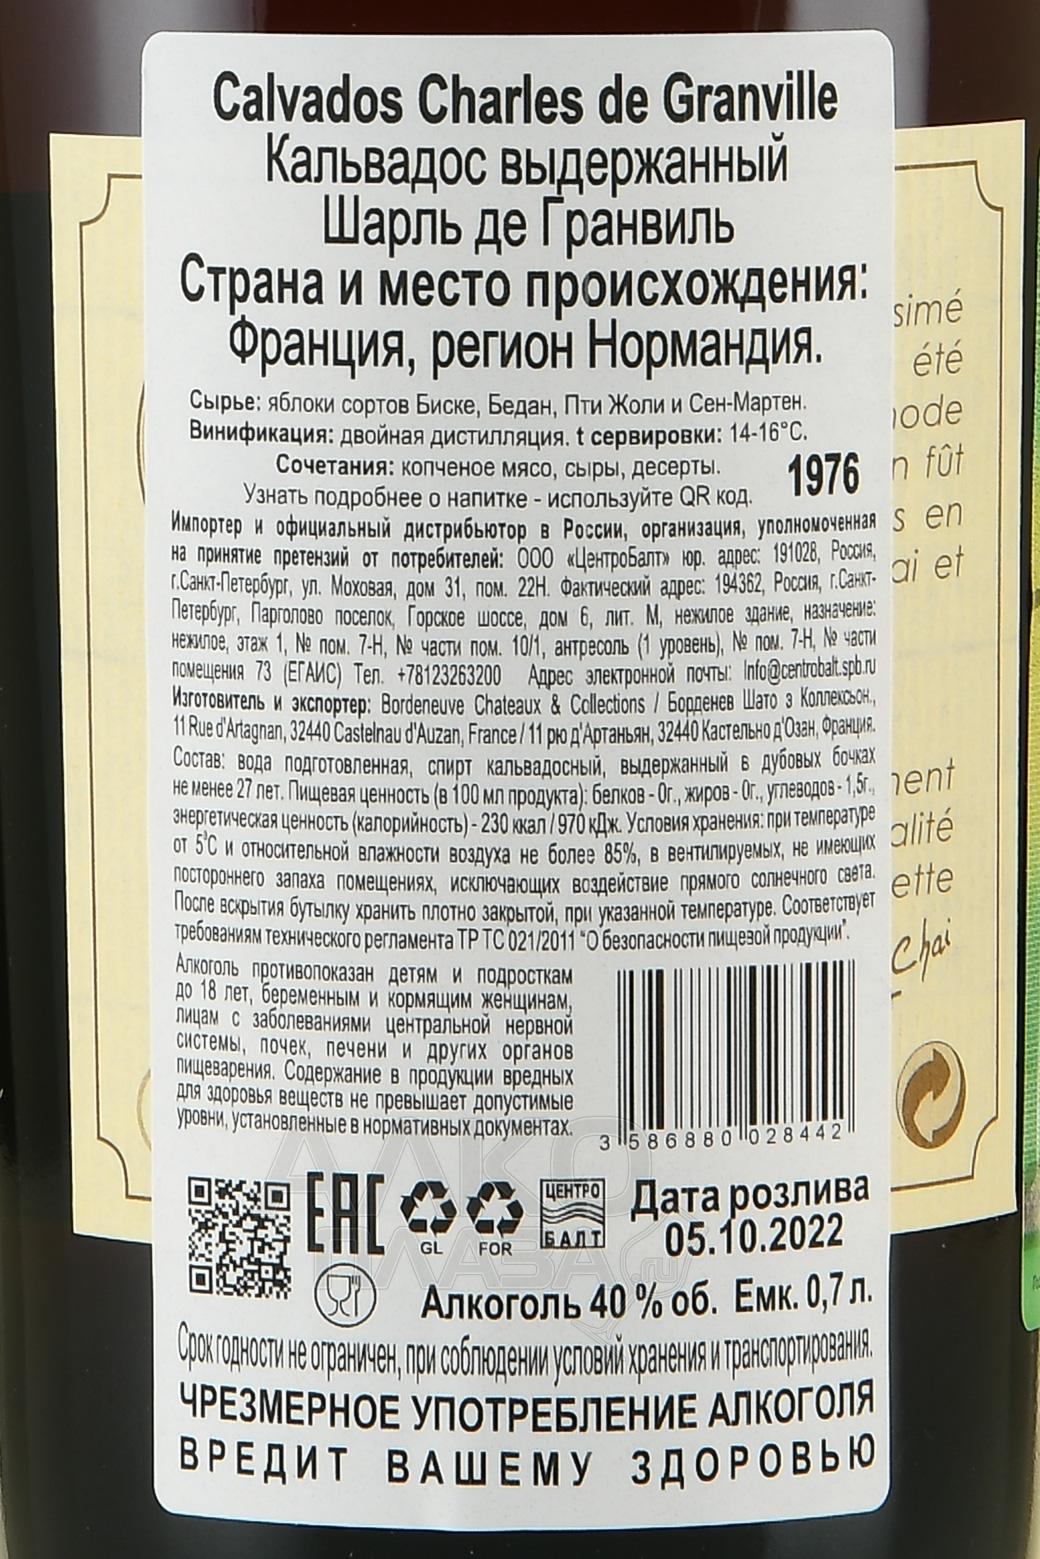 Calvados Charles de Granville
Кальвадос выдержанный
Шарль де Гранвиль
Страна и место происхождения:
Франция, регион Нормандия.
Сырье: яблоки сортов Биске, Бедан, Пти Жоли и Сен-Мартен.
Винификация: двойная дистилляция. t сервировки: 14-16°С.
Сочетания: копченое мясо, сыры, десерты.
1976
Узнать подробнее о напитке - используйте QR код.
Импортер и официальный дистрибьютор в России, организация, уполномоченная
на принятие претензий от потребителей: ООО «ЦентроБалт» юр. адрес: 191028, Россия,
г.Санкт-Петербург, ул. Моховая, дом 31, пом. 22Н. Фактический адрес: 194362, Россия, г.Санкт-
Петербург, Парголово поселок, Горское шоссе, дом 6, лит. М, нежилое здание, назначение:
нежилое, этаж 1, № пом. 7-Н, № части пом. 10/1, антресоль (1 уровень), № пом. 7-Н, № части
помещения 73 (ЕГАИС) Тел. +78123263200 Адрес электронной почты: Info@centrobalt.spb.ru
Изготовитель и экспортер: Bordeneuve Chateaux & Collections / Борденев Шато э Коллексьон.,
11 Rue d'Artagnan, 32440 Castelnau d'Auzan, France / 11 рю д'Артаньян, 32440 Кастельно д'Озан, Франция.
Состав: вода подготовленная, спирт кальвадосный, выдержанный в дубовых бочках
не менее 27 лет. Пищевая ценность (в 100 мл продукта): белков - 0г., жиров - 0г., углеводов - 1,5г.,
энергетическая ценность (калорийность) - 230 ккал / 970 кДж. Условия хранения: при температуре
от 5°С и относительной влажности воздуха не более 85%, в вентилируемых, не имеющих
постороннего запаха помещениях, исключающих воздействие прямого солнечного света.
После вскрытия бутылку хранить плотно закрытой, при указанной температуре. Соответствует
требованиям технического регламента ТР ТС 021/2011 "О безопасности пищевой продукции".
Алкоголь противопоказан детям и подросткам
до 18 лет, беременным и кормящим женщинам,
лицам с заболеваниями центральной нервной
системы, почек, печени и других органов
пищеварения. Содержание в продукции вредных
для здоровья веществ не превышает допустимые
уровни, установленные в нормативных документах.
3 586880 028442
EAC
GL
FOR
ЦЕНТРО
БАЛТ
Дата розлива
05.10.2022
Алкоголь 40 % об. Емк. 0,7 л.
Срок годности не ограничен, при соблюдении условий хранения и транспортирования.
ЧРЕЗМЕРНОЕ УПОТРЕБЛЕНИЕ АЛКОГОЛЯ
ВРЕДИТ ВАШЕМУ ЗДОРОВЬЮ
simé
été
ode
n fût
s en
ai et
ent
alité
ette
Chai
АЛКО
ПЛАЗА